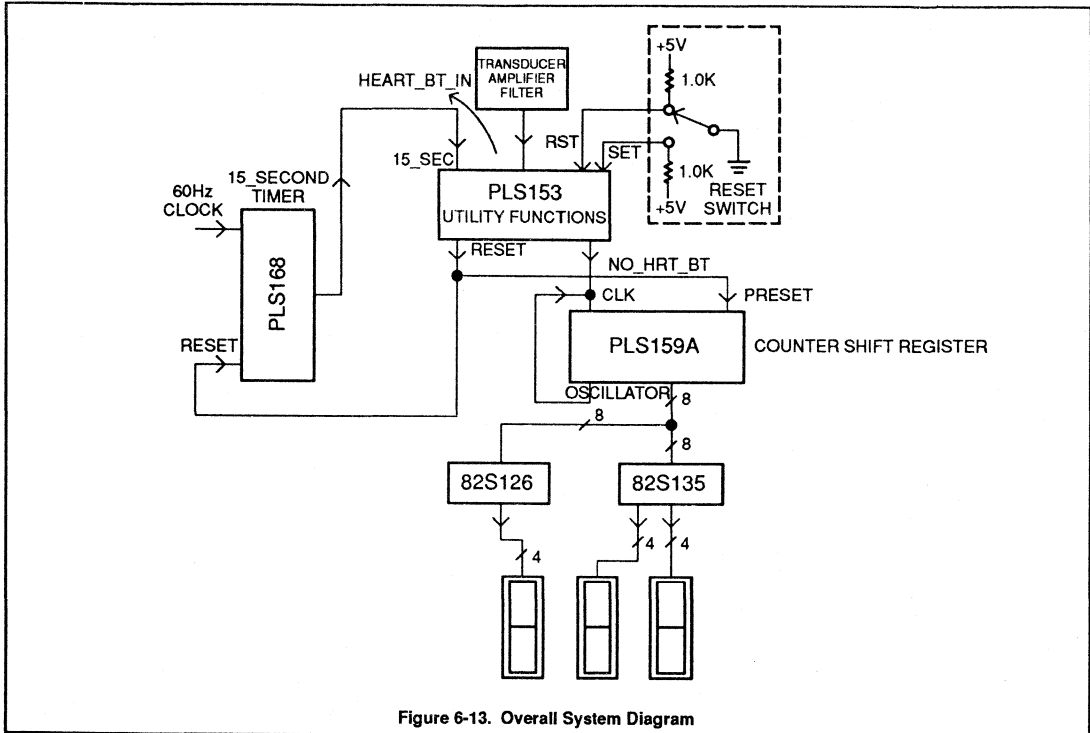 +5V
1.0K
TRANSDUCER
AMPLIFIER
FILTER
HEART_BT_IN
RST
SET
15_SEC
1.0K
+5V
RESET
SWITCH
PLS153
UTILITY FUNCTIONS
15_SECOND
TIMER
60Hz
CLOCK
PLS168
RESET
RESET
NO_HRT_BT
CLK
PRESET
PLS159A
COUNTER SHIFT REGISTER
OSCILLATOR
8
8
8
82S126
82S135
4
4
4
Figure 6-13. Overall System Diagram